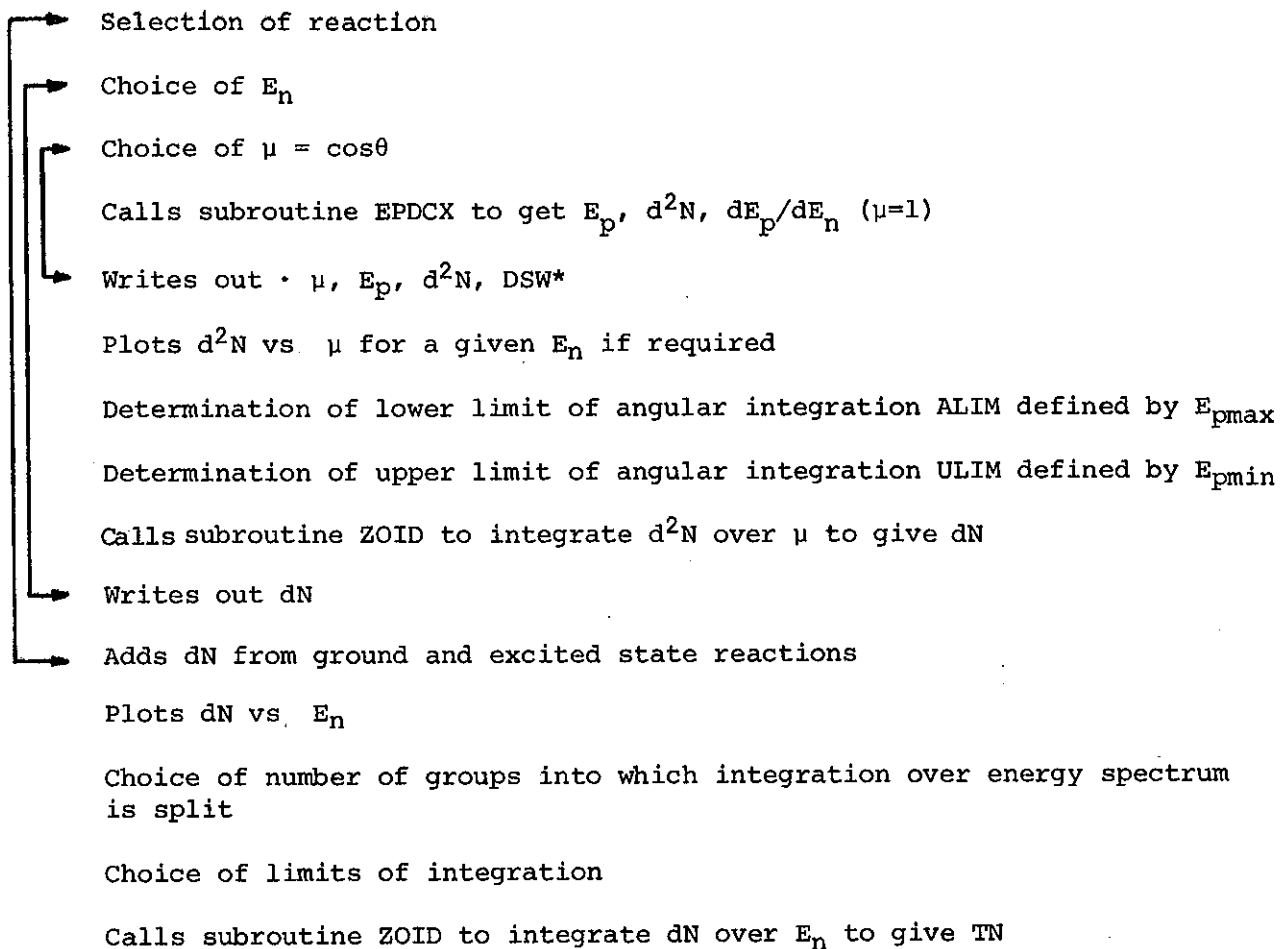 Selection of reaction
Choice of Eₙ
Choice of μ = cosθ
Calls subroutine EPDCX to get Eₚ, d²N, dEₚ/dEₙ (μ=1)
Writes out · μ, Eₚ, d²N, DSW*
Plots d²N vs μ for a given Eₙ if required
Determination of lower limit of angular integration ALIM defined by Epmax
Determination of upper limit of angular integration ULIM defined by Epmin
Calls subroutine ZOID to integrate d²N over μ to give dN
Writes out dN
Adds dN from ground and excited state reactions
Plots dN vs. Eₙ
Choice of number of groups into which integration over energy spectrum
is split
Choice of limits of integration
Calls subroutine ZOID to integrate dN over Eₙ to give TN